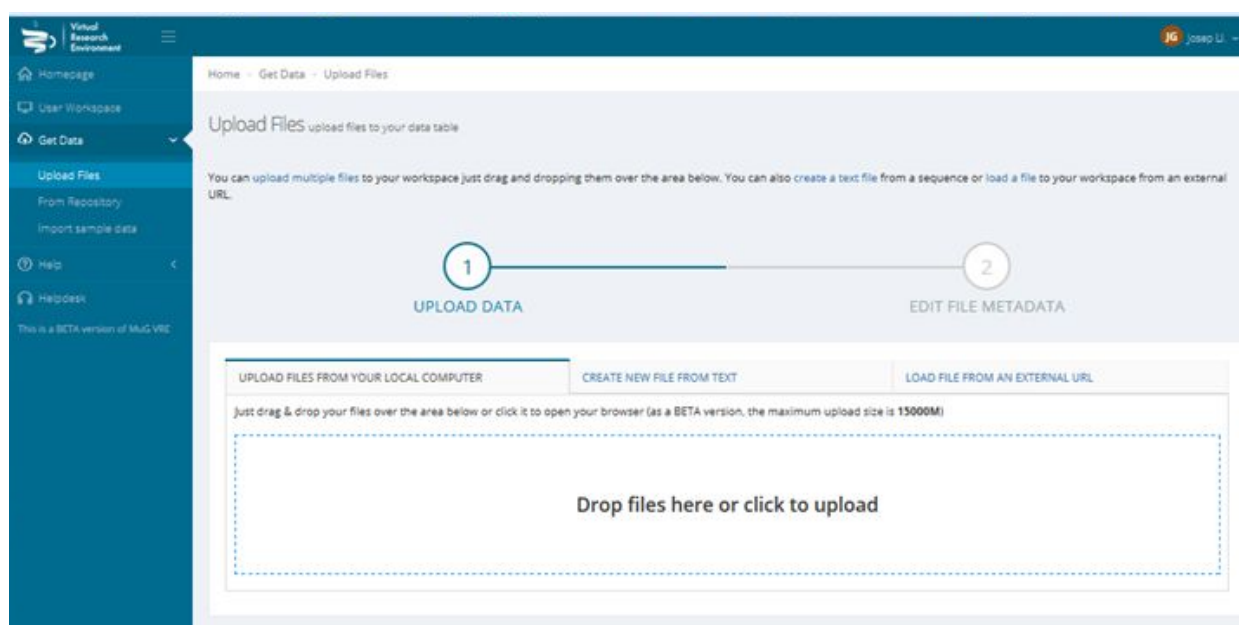 Virtual
Research
Environment
JG Josep Ll.
Homepage
Home - Get Data - Upload Files
User Workspace
Upload Files upload files to your data table
Get Data
Upload Files
You can upload multiple files to your workspace just drag and dropping them over the area below. You can also create a text file from a sequence or load a file to your workspace from an external
URL.
From Repository
Import sample data
Help
Helpdesk
This is a BETA version of MuG VRE
1
2
UPLOAD DATA
EDIT FILE METADATA
UPLOAD FILES FROM YOUR LOCAL COMPUTER
CREATE NEW FILE FROM TEXT
LOAD FILE FROM AN EXTERNAL URL
Just drag & drop your files over the area below or click it to open your browser (as a BETA version, the maximum upload size is 15000M)
Drop files here or click to upload